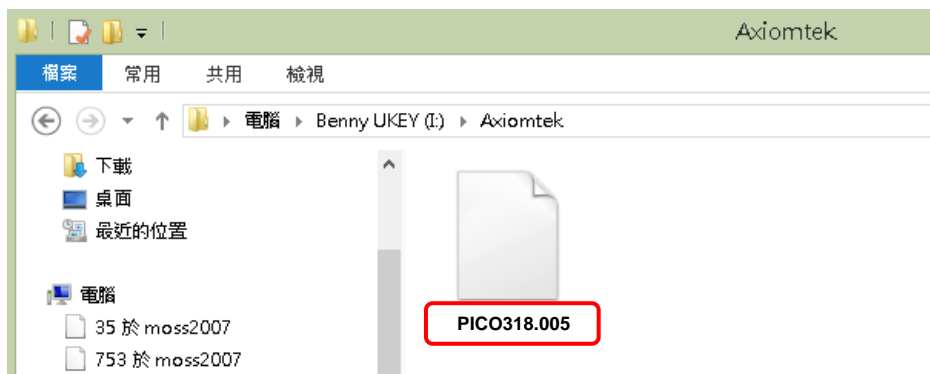 Axiomtek
檔案 常用 共用 檢視
電腦 Benny UKEY (I:) Axiomtek
下載
桌面
最近的位置
電腦
35 於 moss2007
753 於 moss2007
PICO318.005